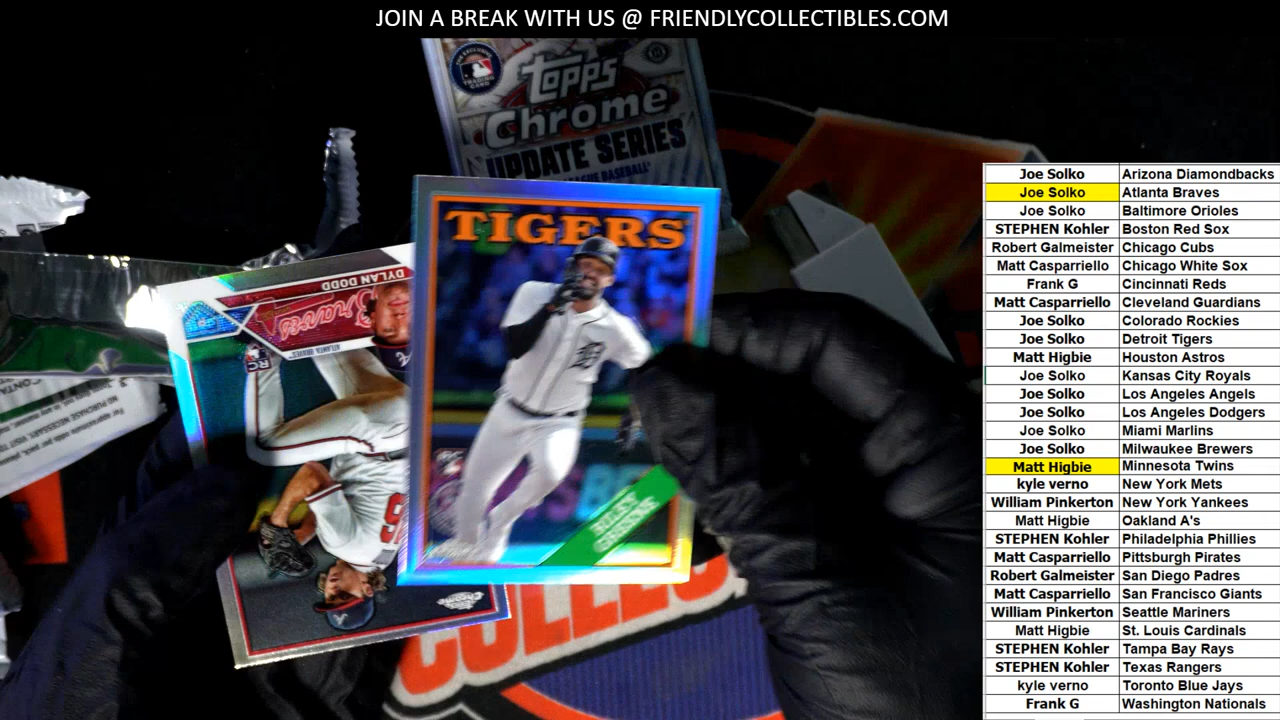 JOIN A BREAK WITH US @ FRIENDLYCOLLECTIBLES.COM
topps
Chrome
UPDATE SERIES
TIGERS
DYLAN DODD
Braves
ATLANTA BRAVES
RC
COLLEC
Joe Solko Arizona Diamondbacks
Joe Solko Atlanta Braves
Joe Solko Baltimore Orioles
STEPHEN Kohler Boston Red Sox
Robert Galmeister Chicago Cubs
Matt Casparriello Chicago White Sox
Frank G Cincinnati Reds
Matt Casparriello Cleveland Guardians
Joe Solko Colorado Rockies
Joe Solko Detroit Tigers
Matt Higbie Houston Astros
Joe Solko Kansas City Royals
Joe Solko Los Angeles Angels
Joe Solko Los Angeles Dodgers
Joe Solko Miami Marlins
Joe Solko Milwaukee Brewers
Matt Higbie Minnesota Twins
kyle verno New York Mets
William Pinkerton New York Yankees
Matt Higbie Oakland A's
STEPHEN Kohler Philadelphia Phillies
Matt Casparriello Pittsburgh Pirates
Robert Galmeister San Diego Padres
Matt Casparriello San Francisco Giants
William Pinkerton Seattle Mariners
Matt Higbie St. Louis Cardinals
STEPHEN Kohler Tampa Bay Rays
STEPHEN Kohler Texas Rangers
kyle verno Toronto Blue Jays
Frank G Washington Nationals